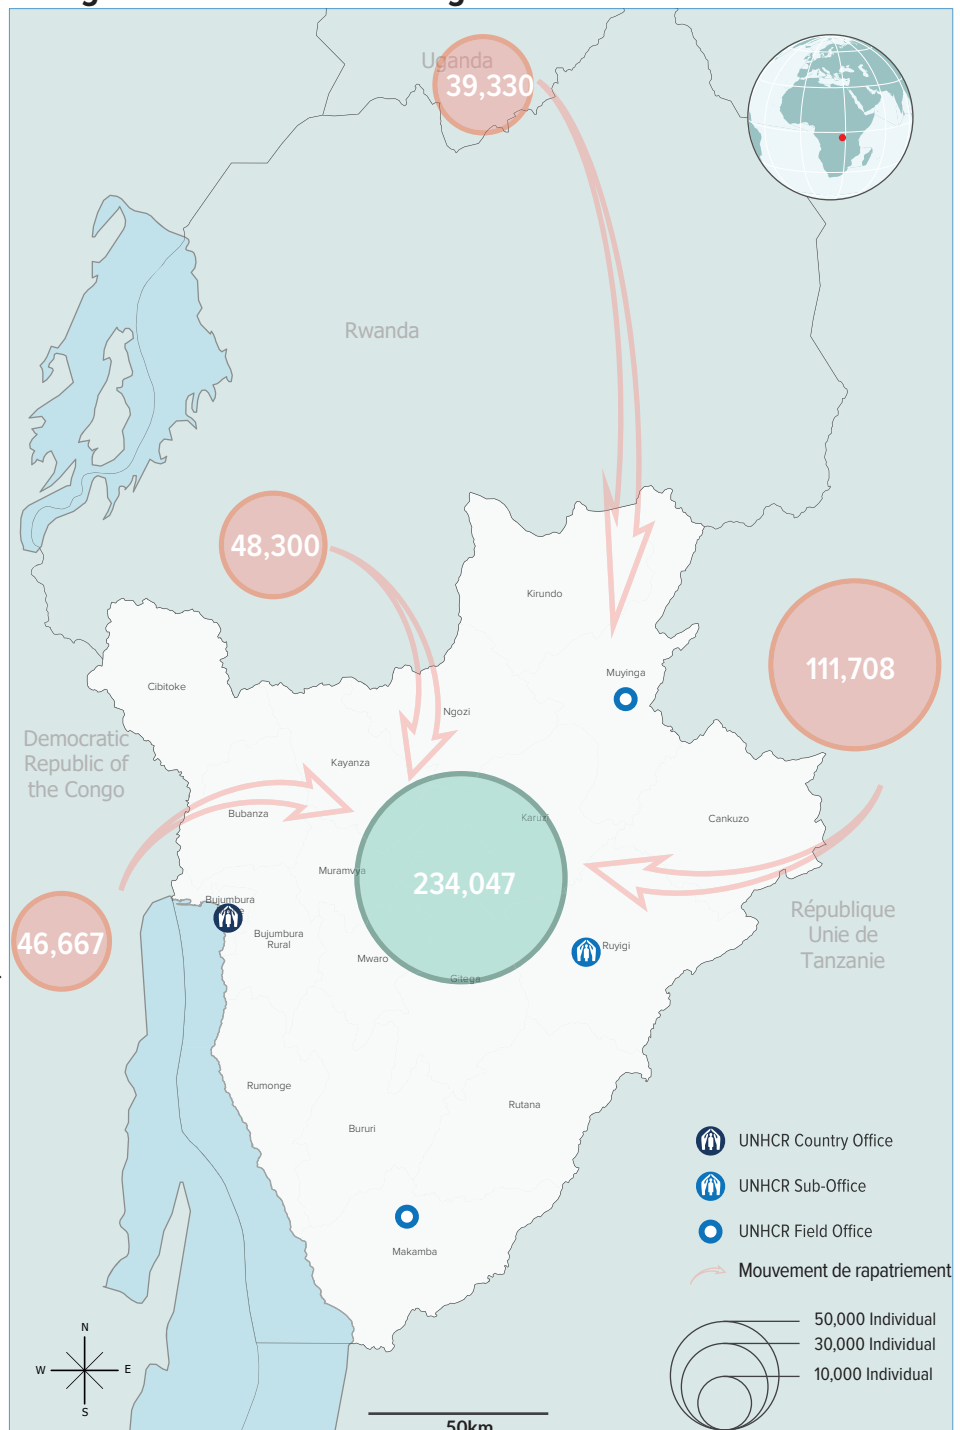 Uganda
39,330
Rwanda
48,300
Kirundo
111,708
Muyinga
Cibitoke
Ngozi
Democratic
Republic of
the Congo
Kayanza
Bubanza
Karuzi
Cankuzo
Muramvya
234,047
Bujumbura
46,667
Bujumbura
Rural
Ruyigi
République
Unie de
Tanzanie
Mwaro
Gitega
Rumonge
Rutana
Bururi
Makamba
UNHCR Country Office
UNHCR Sub-Office
UNHCR Field Office
Mouvement de rapatriement
50,000 Individual
30,000 Individual
10,000 Individual
N
W
E
S
50km